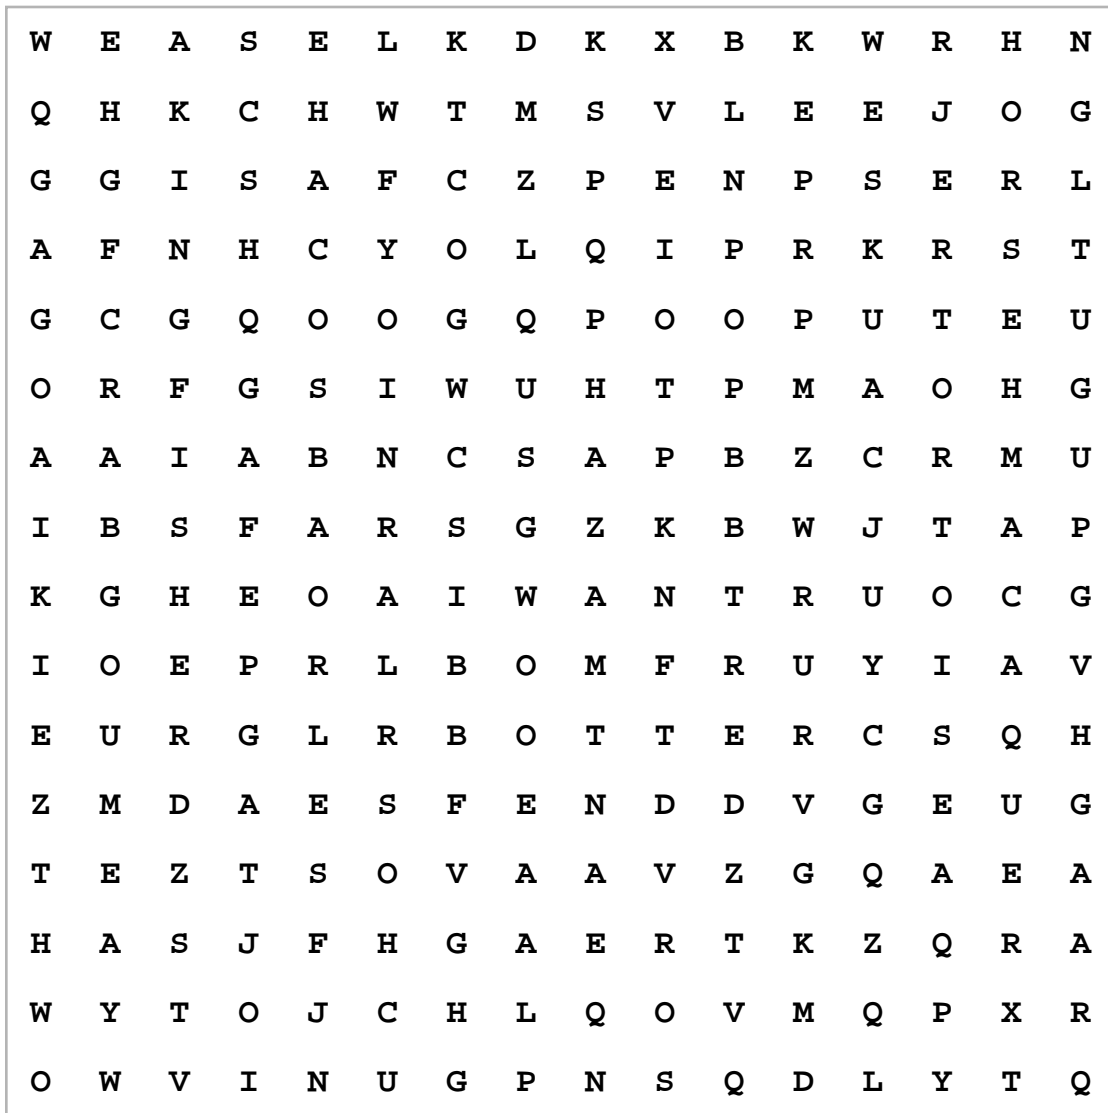 W E A S E L K D K X B K W R H N
Q H K C H W T M S V L E E J O G
G G I S A F C Z P E N P S E R L
A F N H C Y O L Q I P R K R S T
G C G Q O O G Q P O O P U T E U
O R F G S I W U H T P M A O H G
A A I A B N C S A P B Z C R M U
I B S F A R S G Z K B W J T A P
K G H E O A I W A N T R U O C G
I O E P R L B O M F R U Y I A V
E U R G L R B O T T E R C S Q H
Z M D A E S F E N D D V G E U G
T E Z T S O V A A V Z G Q A E A
H A S J F H G A E R T K Z Q R A
W Y T O J C H L Q O V M Q P X R
O W V I N U G P N S Q D L Y T Q